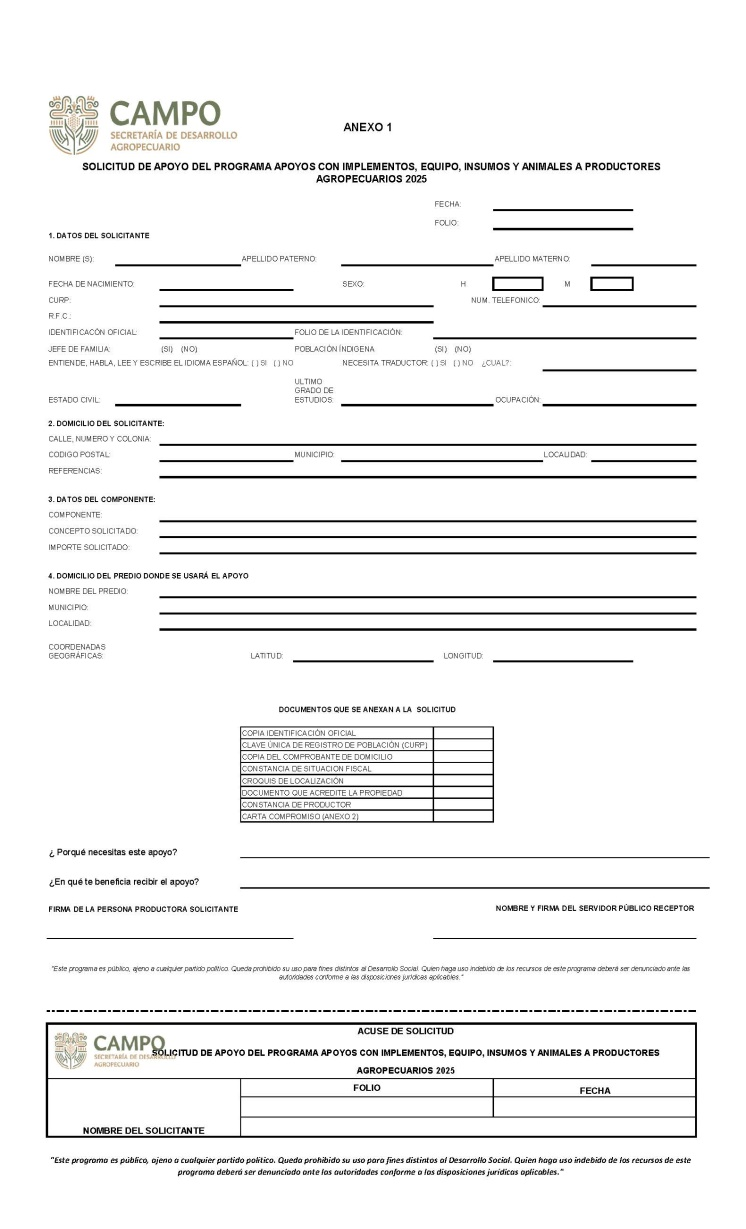 CAMPO
SECRETARÍA DE DESARROLLO
AGROPECUARIO
ANEXO 1
SOLICITUD DE APOYO DEL PROGRAMA APOYOS CON IMPLEMENTOS, EQUIPO, INSUMOS Y ANIMALES A PRODUCTORES
AGROPECUARIOS 2025
FECHA:
FOLIO:
1. DATOS DEL SOLICITANTE
NOMBRE (S): APELLIDO PATERNO: APELLIDO MATERNO:
FECHA DE NACIMIENTO: SEXO: H M
CURP: NUM. TELEFONICO:
R.F.C.:
IDENTIFICACÓN OFICIAL: FOLIO DE LA IDENTIFICACIÓN:
JEFE DE FAMILIA: (SI) (NO) POBLACIÓN ÍNDIGENA (SI) (NO)
ENTIENDE, HABLA, LEE Y ESCRIBE EL IDIOMA ESPAÑOL: ( ) SI ( ) NO NECESITA TRADUCTOR: ( ) SI ( ) NO ¿CUAL?:
ESTADO CIVIL: ULTIMO
GRADO DE
ESTUDIOS: OCUPACIÓN:
2. DOMICILIO DEL SOLICITANTE:
CALLE, NUMERO Y COLONIA:
CODIGO POSTAL: MUNICIPIO: LOCALIDAD:
REFERENCIAS:
3. DATOS DEL COMPONENTE:
COMPONENTE:
CONCEPTO SOLICITADO:
IMPORTE SOLICITADO:
4. DOMICILIO DEL PREDIO DONDE SE USARÁ EL APOYO
NOMBRE DEL PREDIO:
MUNICIPIO:
LOCALIDAD:
COORDENADAS
GEOGRÁFICAS: LATITUD: LONGITUD:
DOCUMENTOS QUE SE ANEXAN A LA SOLICITUD
COPIA IDENTIFICACIÓN OFICIAL
CLAVE ÚNICA DE REGISTRO DE POBLACIÓN (CURP)
COPIA DEL COMPROBANTE DE DOMICILIO
CONSTANCIA DE SITUACION FISCAL
CROQUIS DE LOCALIZACIÓN
DOCUMENTO QUE ACREDITE LA PROPIEDAD
CONSTANCIA DE PRODUCTOR
CARTA COMPROMISO (ANEXO 2)
¿ Porqué necesitas este apoyo?
¿En qué te beneficia recibir el apoyo?
FIRMA DE LA PERSONA PRODUCTORA SOLICITANTE NOMBRE Y FIRMA DEL SERVIDOR PÚBLICO RECEPTOR
"Este programa es público, ajeno a cualquier partido político. Queda prohibido su uso para fines distintos al Desarrollo Social. Quien haga uso indebido de los recursos de este programa deberá ser denunciado ante las
autoridades conforme a las disposiciones jurídicas aplicables."
ACUSE DE SOLICITUD
CAMPO
SECRETARÍA DE DESARROLLO
AGROPECUARIO
SOLICITUD DE APOYO DEL PROGRAMA APOYOS CON IMPLEMENTOS, EQUIPO, INSUMOS Y ANIMALES A PRODUCTORES
AGROPECUARIOS 2025
FOLIO FECHA
NOMBRE DEL SOLICITANTE
"Este programa es público, ajeno a cualquier partido político. Queda prohibido su uso para fines distintos al Desarrollo Social. Quien haga uso indebido de los recursos de este
programa deberá ser denunciado ante las autoridades conforme a las disposiciones jurídicas aplicables."